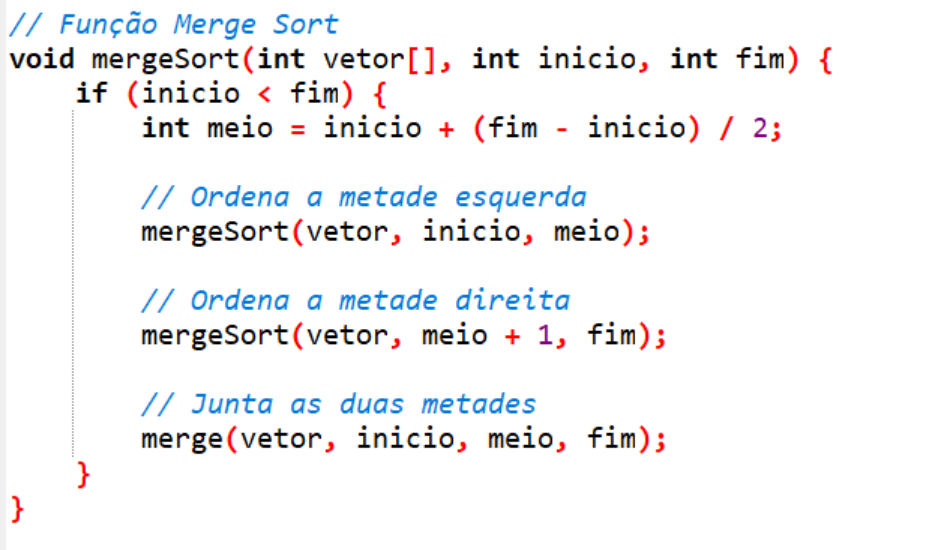 // Função Merge Sort
void mergeSort(int vetor[], int inicio, int fim) {
    if (inicio < fim) {
        int meio = inicio + (fim - inicio) / 2;
        // Ordena a metade esquerda
        mergeSort(vetor, inicio, meio);
        // Ordena a metade direita
        mergeSort(vetor, meio + 1, fim);
        // Junta as duas metades
        merge(vetor, inicio, meio, fim);
    }
}